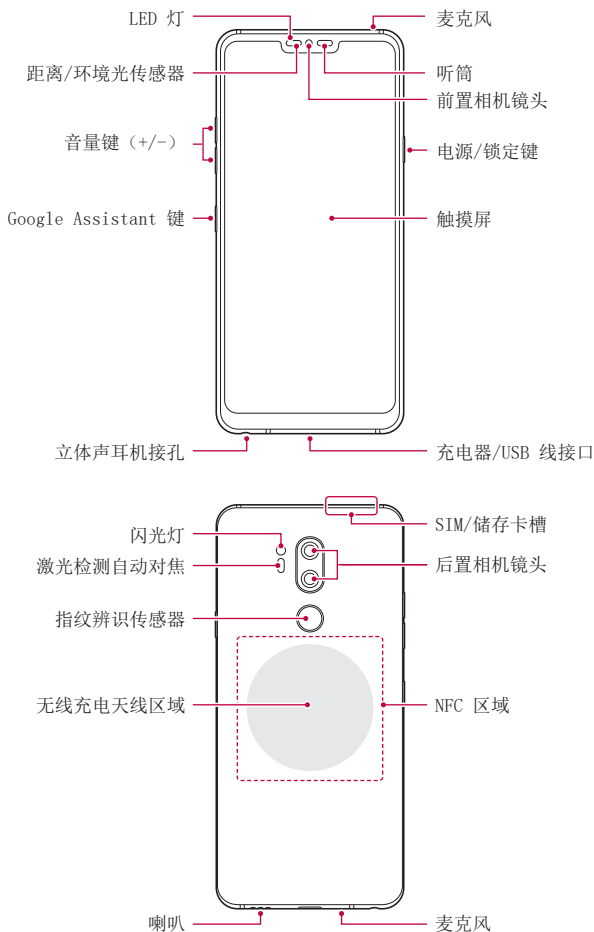 LED 灯
麦克风
距离/环境光传感器
听筒
前置相机镜头
音量键（+/-）
电源/锁定键
Google Assistant 键
触摸屏
立体声耳机接孔
充电器/USB 线接口
SIM/储存卡槽
闪光灯
激光检测自动对焦
后置相机镜头
指纹辨识传感器
无线充电天线区域
NFC 区域
喇叭
麦克风